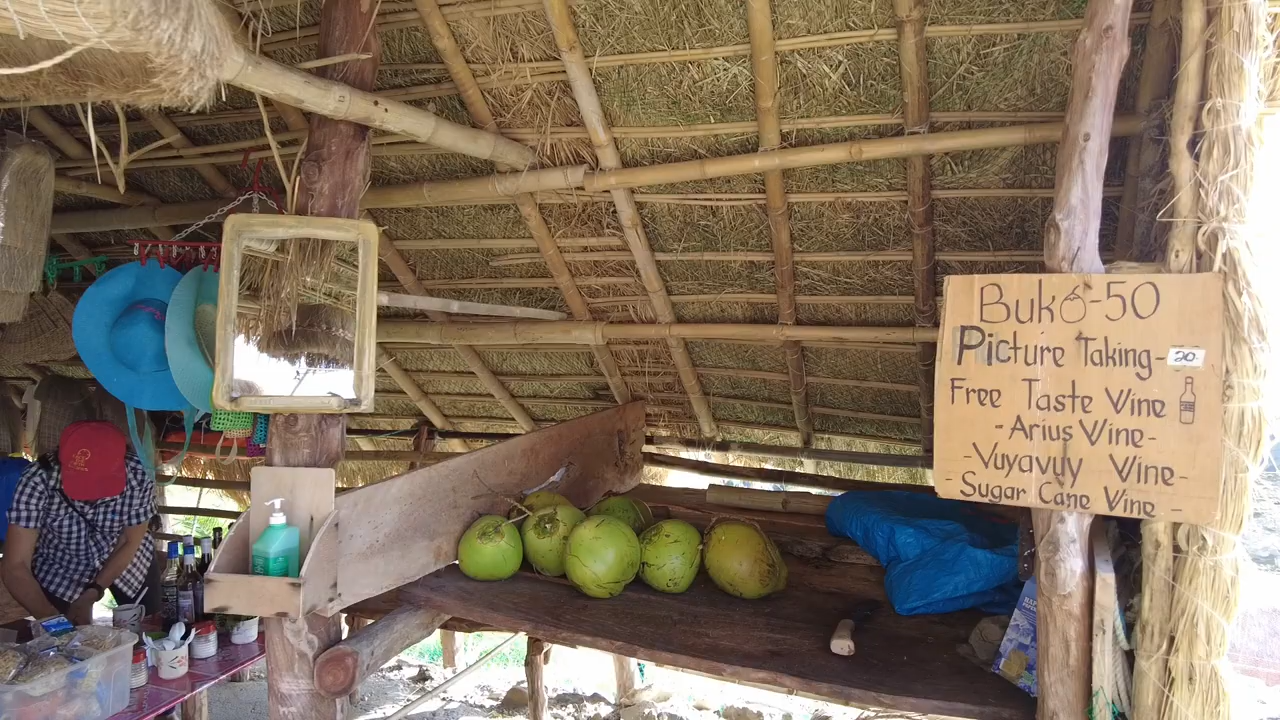 Buko-50
Picture Taking- 20-
Free Taste Vine
- Arius Vine-
-Vuyavuy Vine-
- Sugar Cane Vine -